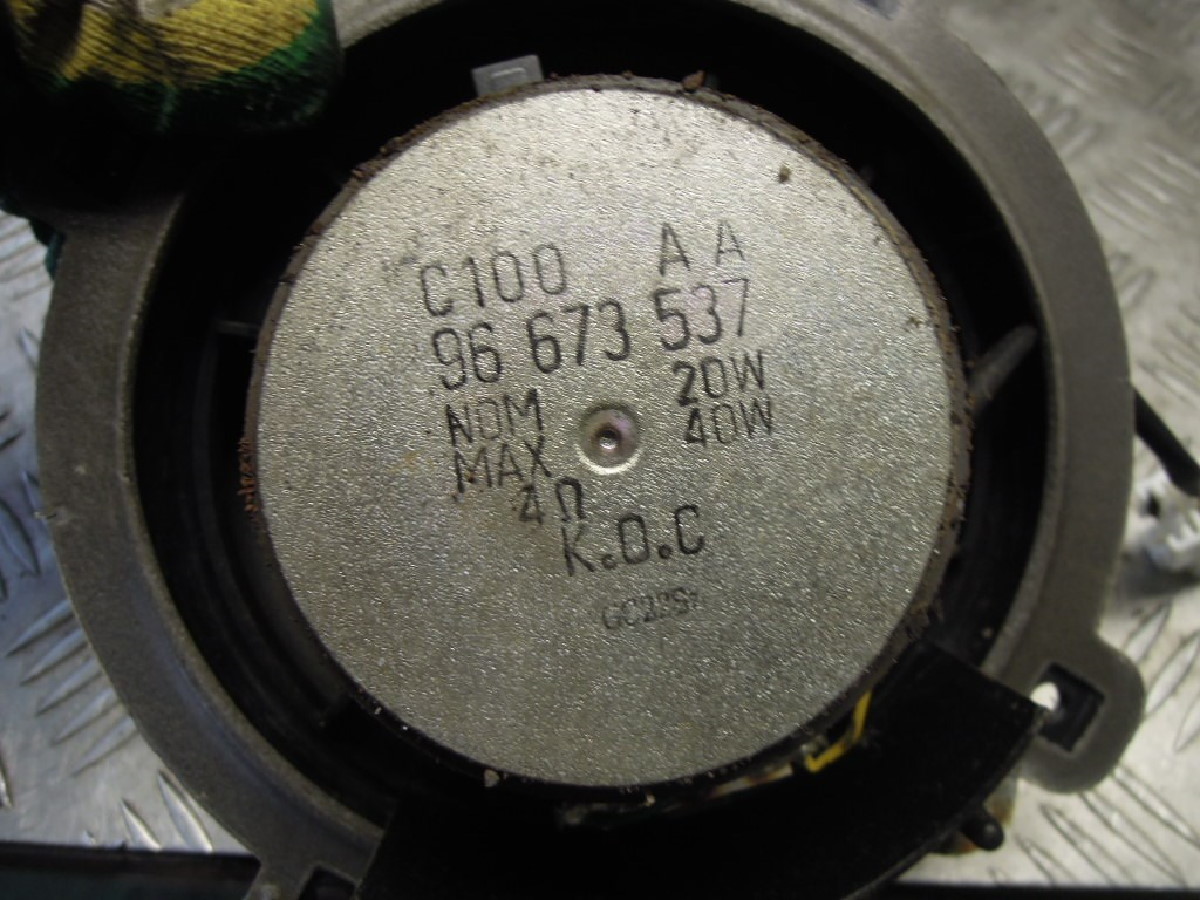 C100 AA
96 673 537
NOM 20W
MAX 40W
4Ω
K.O.C